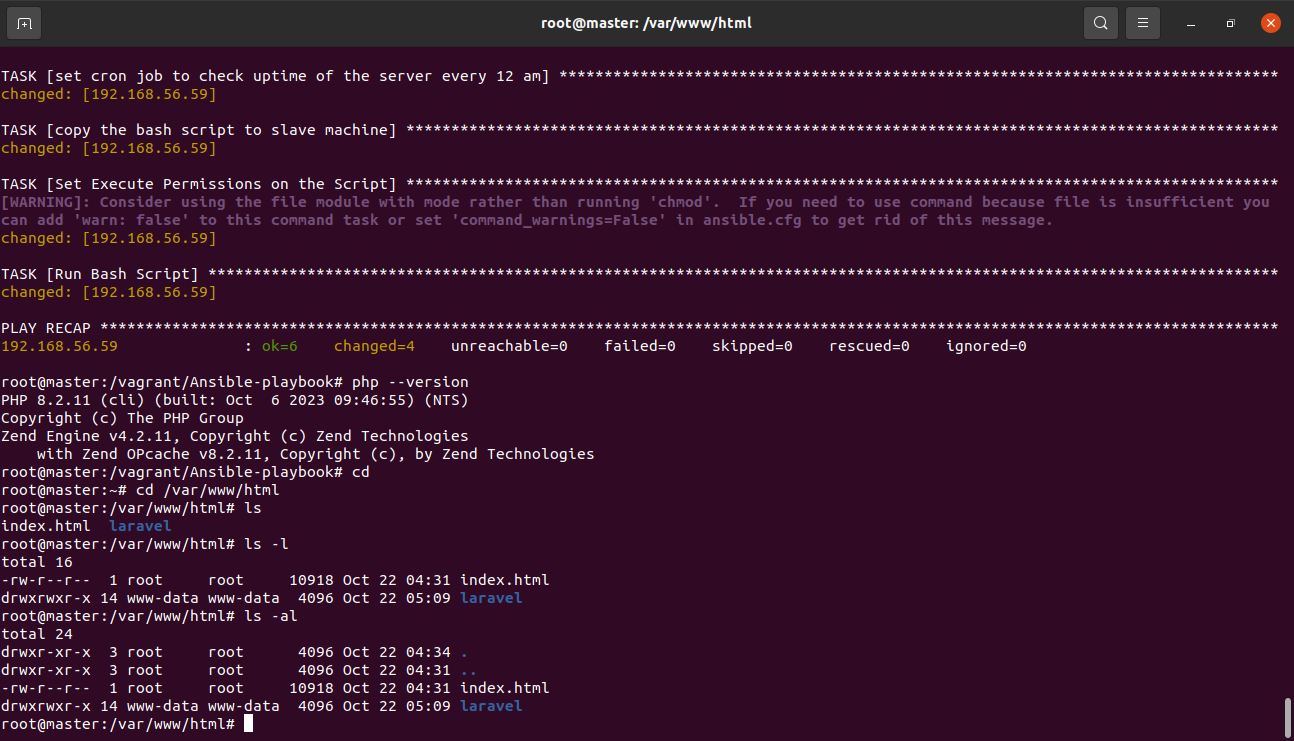 root@master: /var/www/html
TASK [set cron job to check uptime of the server every 12 am] ********************************************************************************
changed: [192.168.56.59]
TASK [copy the bash script to slave machine] *************************************************************************************************
changed: [192.168.56.59]
TASK [Set Execute Permissions on the Script] *************************************************************************************************
[WARNING]: Consider using the file module with mode rather than running 'chmod'.  If you need to use command because file is insufficient you
can add 'warn: false' to this command task or set 'command_warnings=False' in ansible.cfg to get rid of this message.
changed: [192.168.56.59]
TASK [Run Bash Script] ***********************************************************************************************************************
changed: [192.168.56.59]
PLAY RECAP ***********************************************************************************************************************************
192.168.56.59              : ok=6    changed=4    unreachable=0    failed=0    skipped=0    rescued=0    ignored=0
root@master:/vagrant/Ansible-playbook# php --version
PHP 8.2.11 (cli) (built: Oct  6 2023 09:46:55) (NTS)
Copyright (c) The PHP Group
Zend Engine v4.2.11, Copyright (c) Zend Technologies
    with Zend OPcache v8.2.11, Copyright (c), by Zend Technologies
root@master:/vagrant/Ansible-playbook# cd
root@master:~# cd /var/www/html
root@master:/var/www/html# ls
index.html  laravel
root@master:/var/www/html# ls -l
total 16
-rw-r--r--  1 root     root     10918 Oct 22 04:31 index.html
drwxrwxr-x 14 www-data www-data  4096 Oct 22 05:09 laravel
root@master:/var/www/html# ls -al
total 24
drwxr-xr-x  3 root     root      4096 Oct 22 04:34 .
drwxr-xr-x  3 root     root      4096 Oct 22 04:31 ..
-rw-r--r--  1 root     root     10918 Oct 22 04:31 index.html
drwxrwxr-x 14 www-data www-data  4096 Oct 22 05:09 laravel
root@master:/var/www/html#